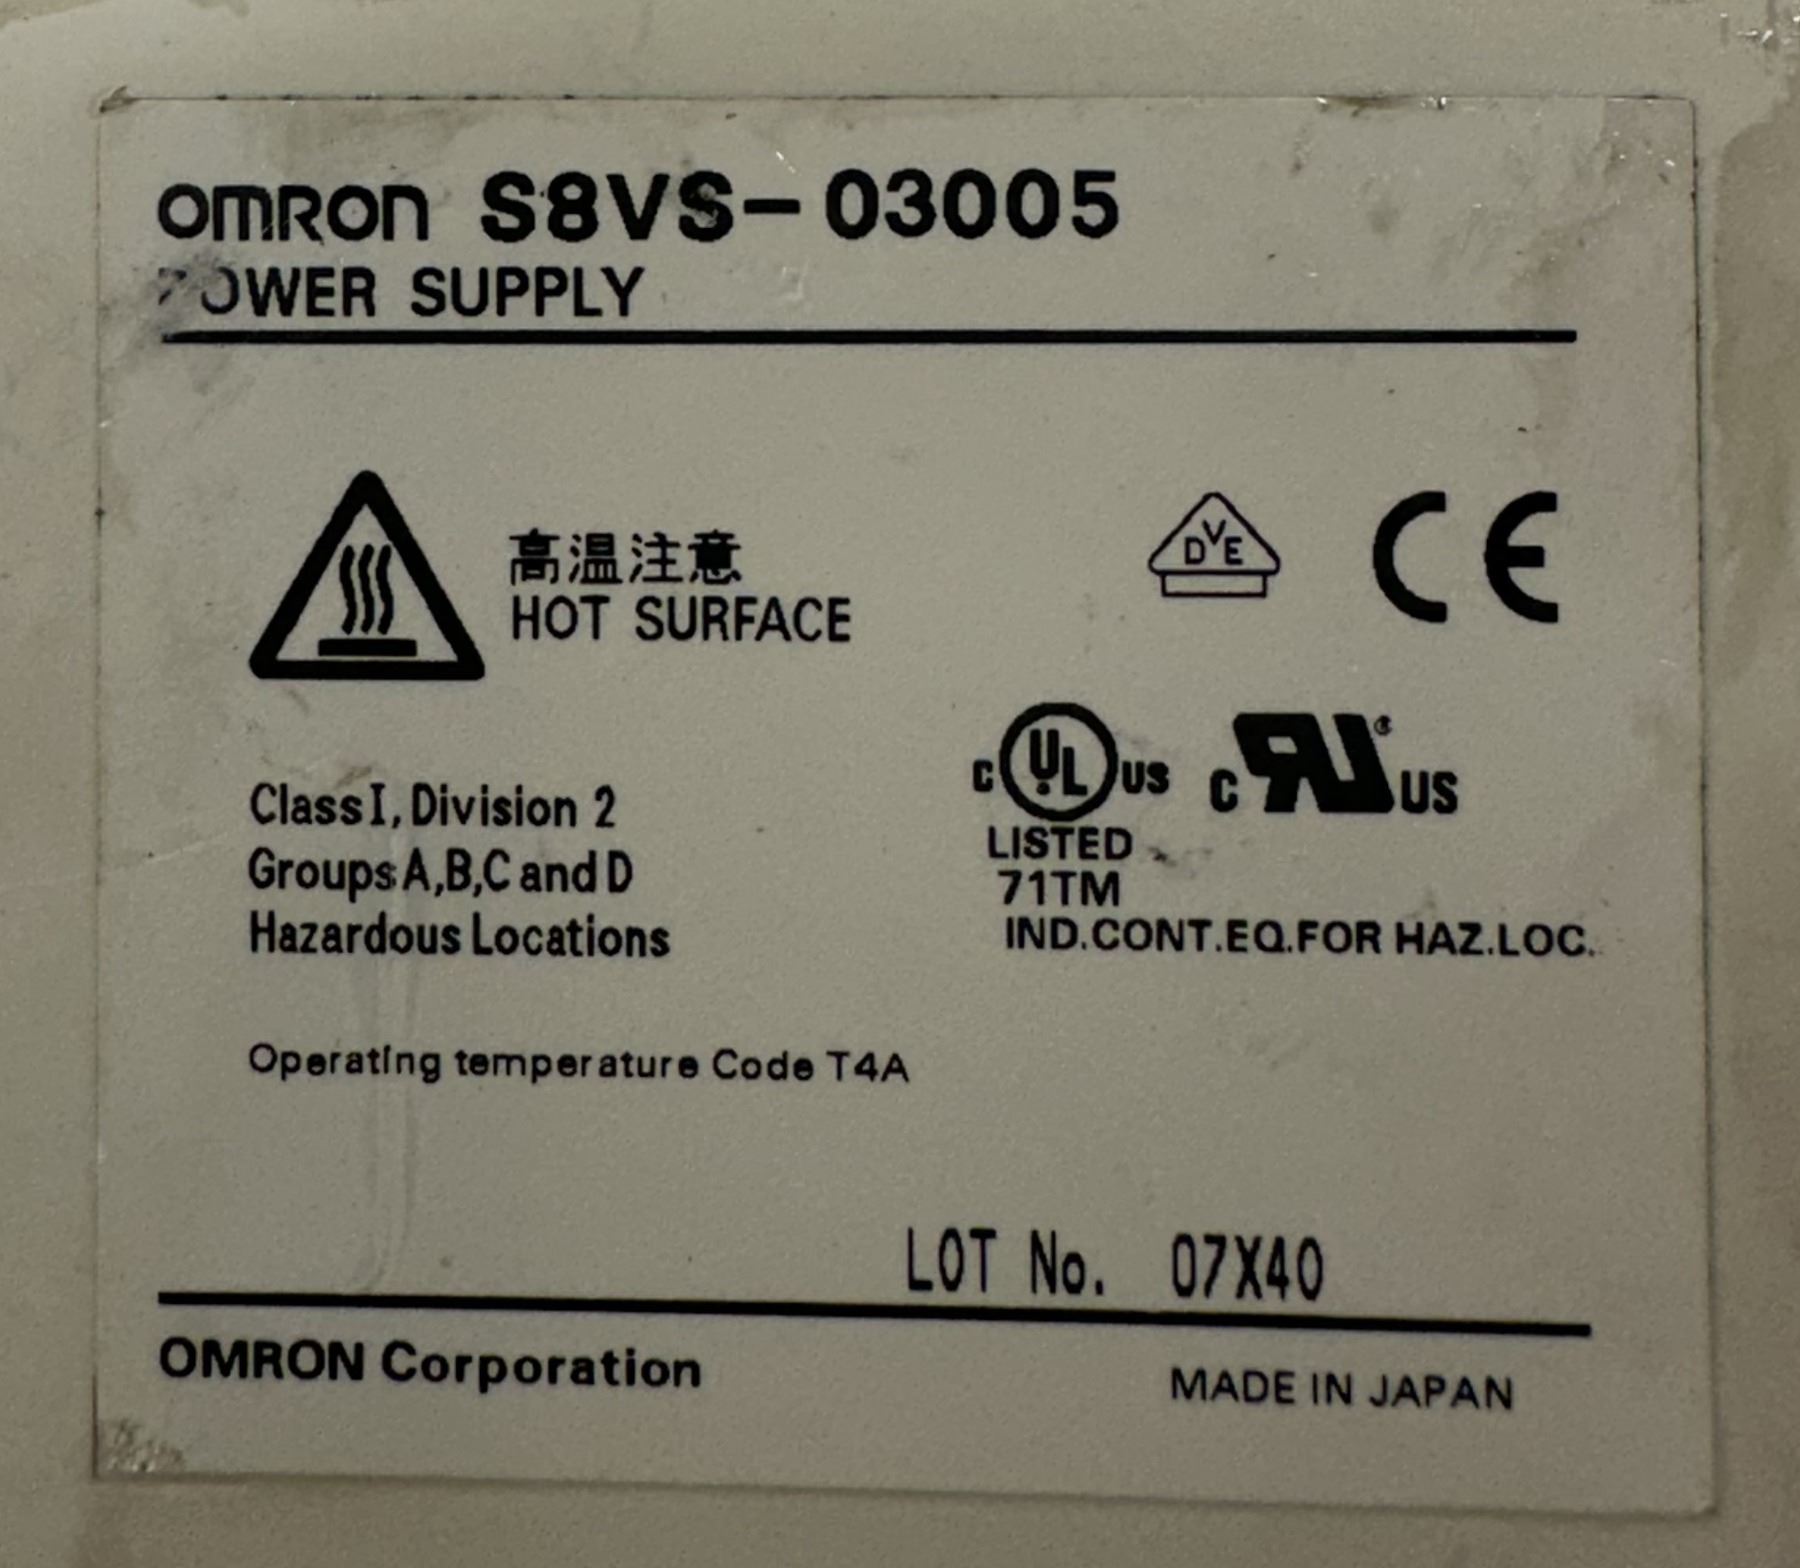 omron S8VS-03005
POWER SUPPLY
高温注意
HOT SURFACE
DVE
CE
Class I, Division 2
Groups A,B,C and D
Hazardous Locations
C UL US
C RU® US
LISTED
71TM
IND.CONT.EQ.FOR HAZ.LOC.
Operating temperature Code T4A
LOT No. 07X40
OMRON Corporation
MADE IN JAPAN